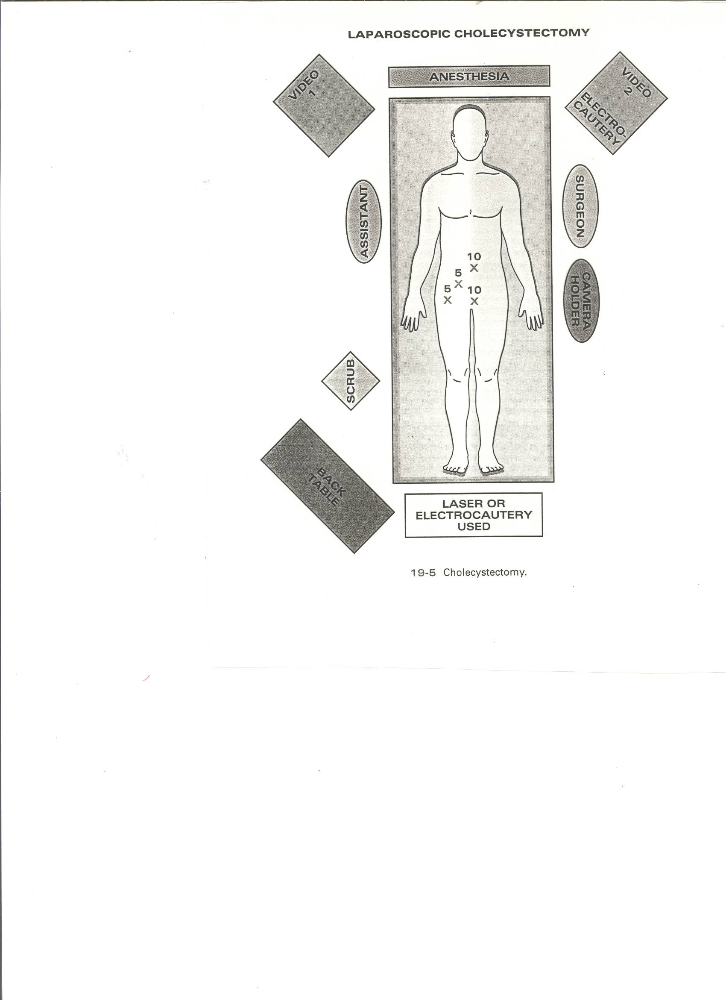 LAPAROSCOPIC CHOLECYSTECTOMY
VIDEO
1
ANESTHESIA
VIDEO
2
ELECTRO-
CAUTERY
ASSISTANT
SURGEON
10
X
5
X
5
X
10
X
CAMERA
HOLDER
SCRUB
BACK
TABLE
LASER OR
ELECTROCAUTERY
USED
19-5 Cholecystectomy.